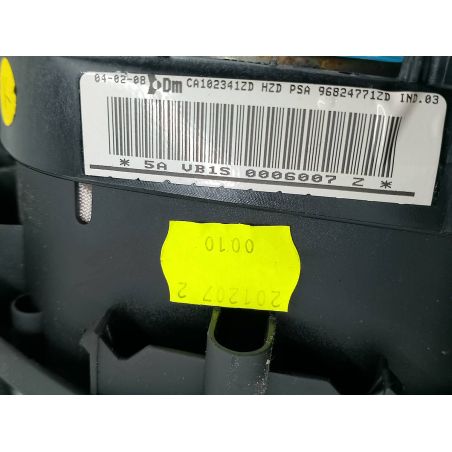 04-02-08 Dm CA102341ZD HZD PSA 96824771ZD IND.03
* 5A VB1S 0006007 Z *
0010
201207 2